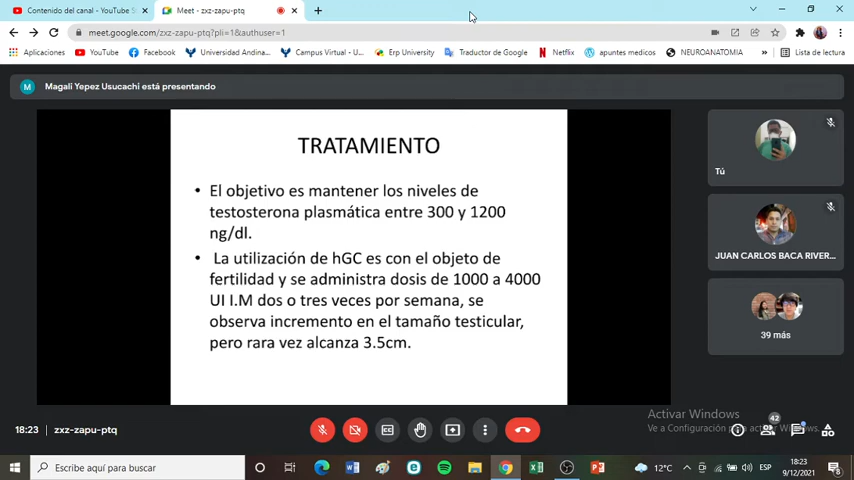 Contenido del canal - YouTube St
Meet - zxz-zapu-ptq
meet.google.com/zxz-zapu-ptq?pli=1&authuser=1
Aplicaciones YouTube Facebook Universidad Andinan... Campus Virtual - U... Erp University Traductor de Google Netflix apuntes medicos NEUROANATOMIA Lista de lectura
M Magali Yepez Usucachi está presentando
TRATAMIENTO
• El objetivo es mantener los niveles de
testosterona plasmática entre 300 y 1200
ng/dl.
• La utilización de hGC es con el objeto de
fertilidad y se administra dosis de 1000 a 4000
UI I.M dos o tres veces por semana, se
observa incremento en el tamaño testicular,
pero rara vez alcanza 3.5cm.
Tú
JUAN CARLOS BACA RIVER...
39 más
Activar Windows
Ve a Configuración para activar Windows.
18:23 zxz-zapu-ptq
42
Escribe aquí para buscar
12°C
ESP
18:23
9/12/2021